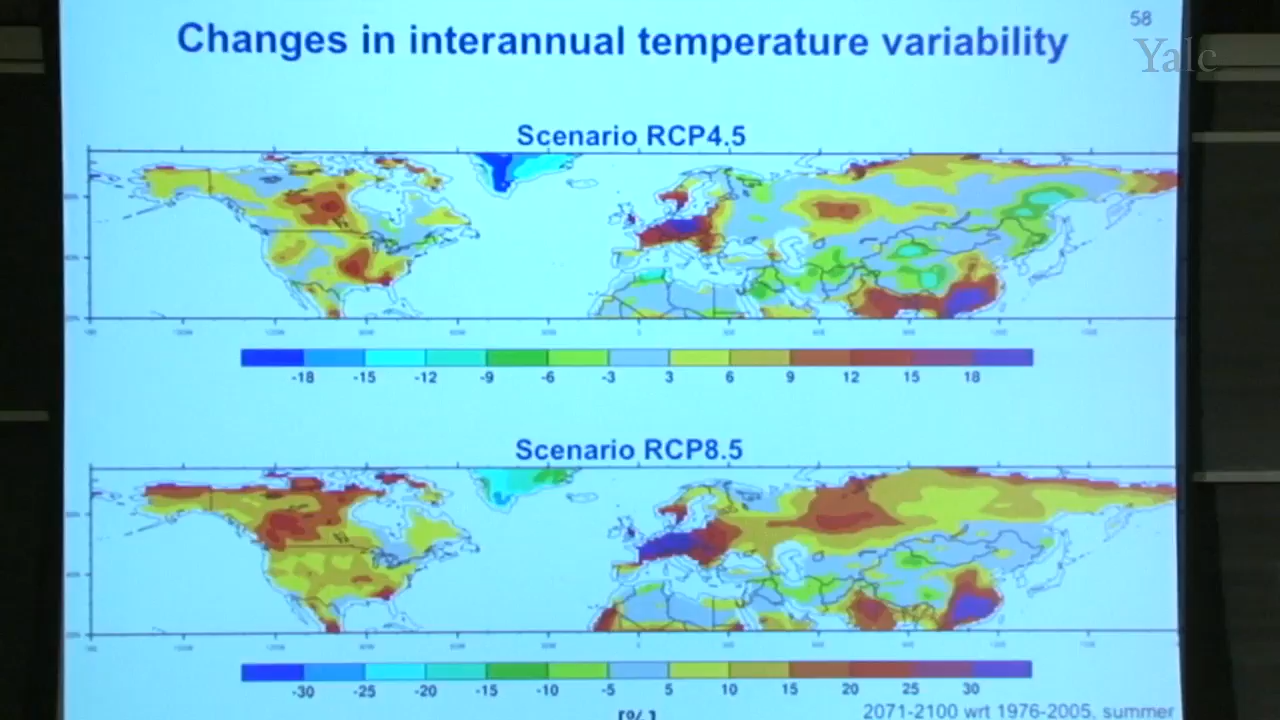 58
Yale
Changes in interannual temperature variability
Scenario RCP4.5
-18 -15 -12 -9 -6 -3 3 6 9 12 15 18
Scenario RCP8.5
-30 -25 -20 -15 -10 -5 5 10 15 20 25 30
[%]
2071-2100 wrt 1976-2005, summer